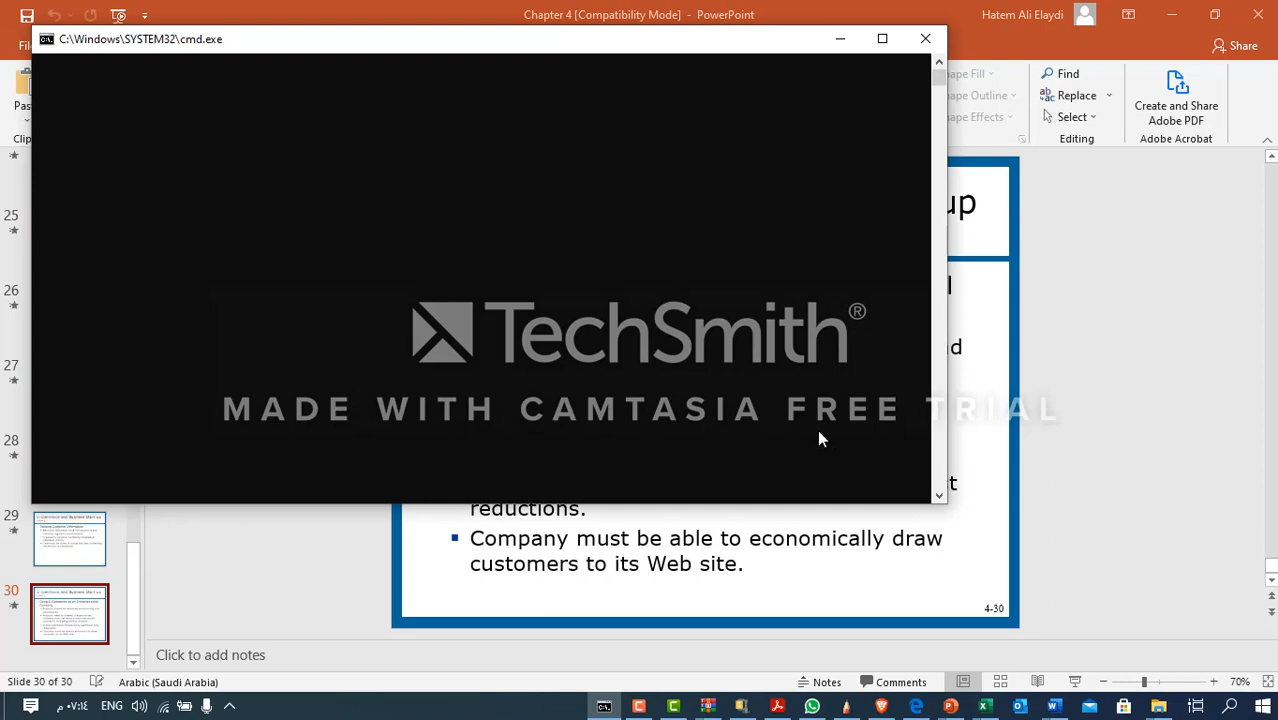 Chapter 4 [Compatibility Mode] - PowerPoint
Hatem Ali Elaydi
C:\Windows\SYSTEM32\cmd.exe
Share
Find
Replace
Select
Editing
Create and Share
Adobe PDF
Adobe Acrobat
25
26
27
28
29
30
TechSmith®
MADE WITH CAMTASIA FREE TRIAL
reductions.
Company must be able to economically draw
customers to its Web site.
4-30
Click to add notes
Slide 30 of 30
Arabic (Saudi Arabia)
Notes
Comments
70%
ENG